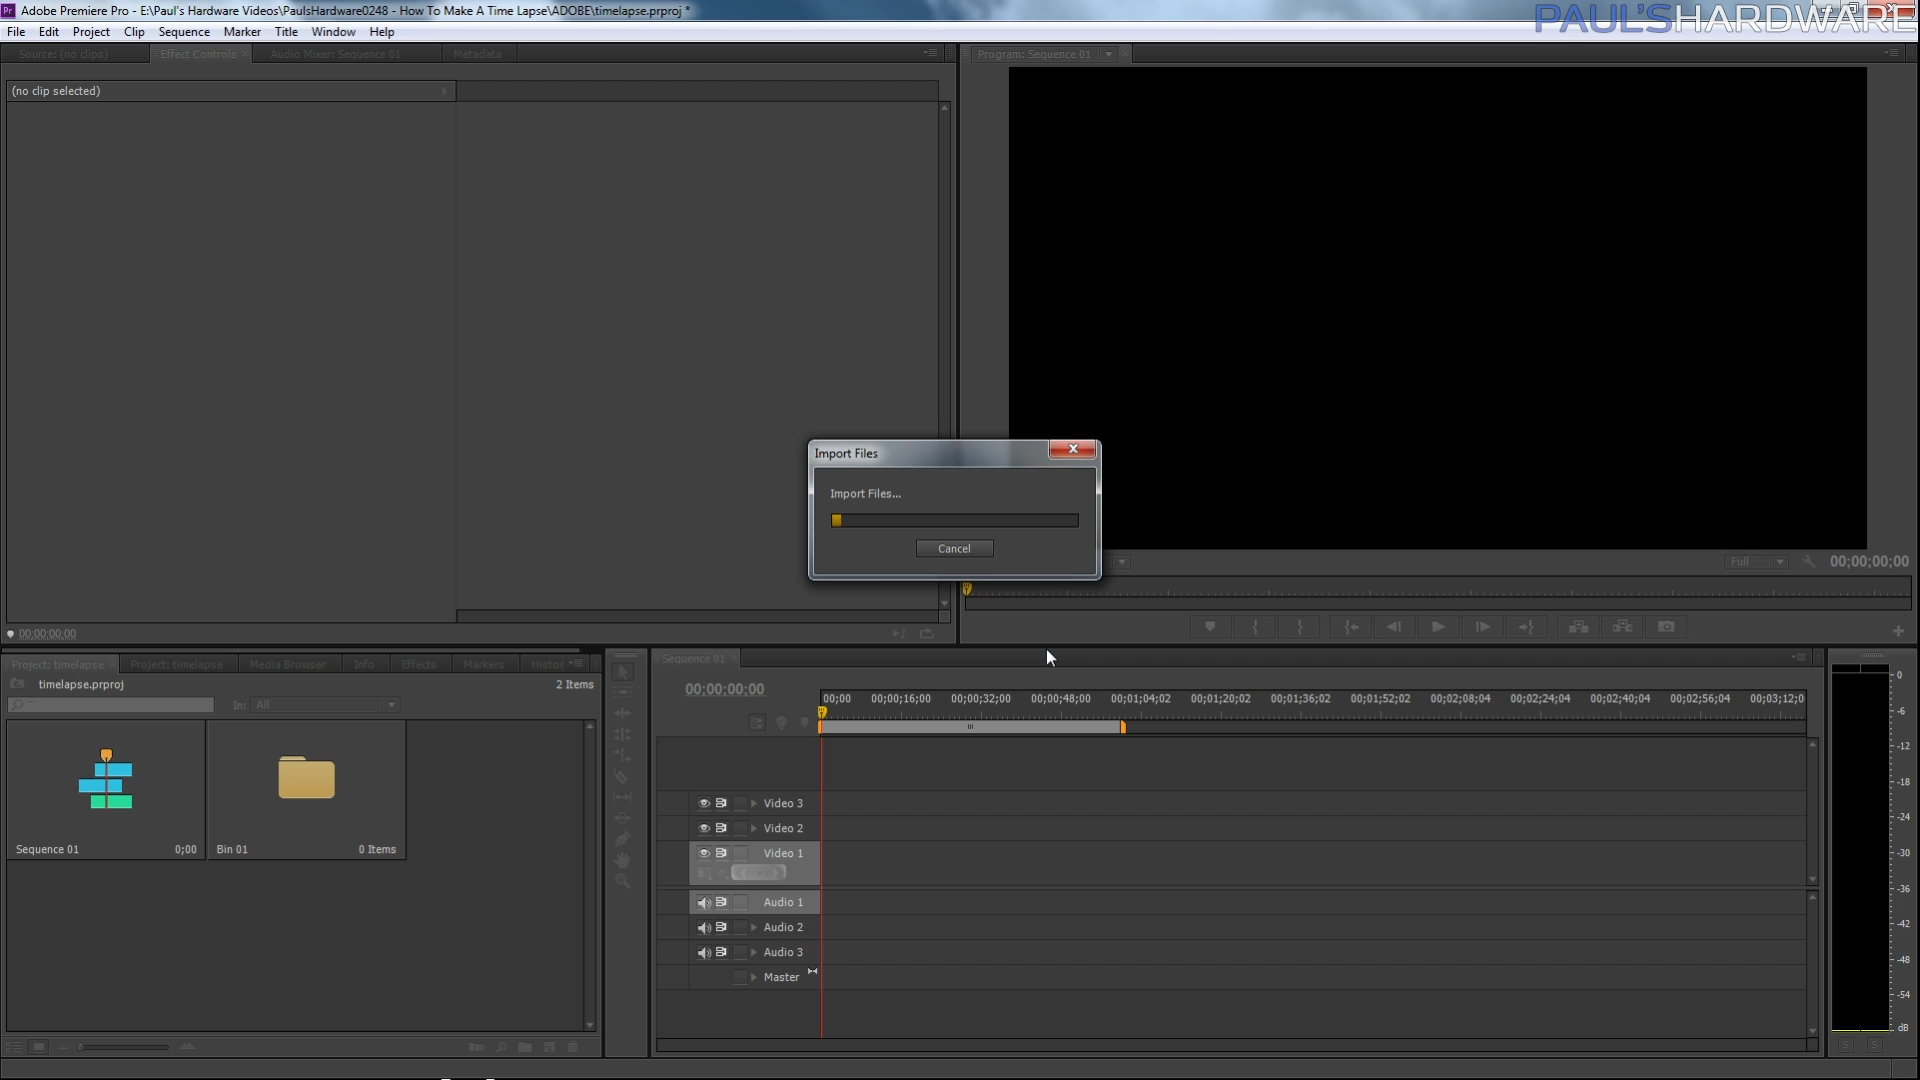 Adobe Premiere Pro - E:\Paul's Hardware Videos\PaulsHardware0248 - How To Make A Time Lapse\ADOBE\timelapse.prproj *
PAUL'SHARDWARE
File Edit Project Clip Sequence Marker Title Window Help
Source: (no clips) Effect Controls Audio Mixer: Sequence 01 Metadata
Program: Sequence 01
(no clip selected)
Import Files
Import Files...
Cancel
Full 00;00;00;00
00;00;00;00
Project: timelapse Project: timelapse Media Browser Info Effects Markers Histor
Sequence 01
timelapse.prproj 2 Items
In: All
00;00;00;00
00;00 00;00;16;00 00;00;32;00 00;00;48;00 00;01;04;02 00;01;20;02 00;01;36;02 00;01;52;02 00;02;08;04 00;02;24;04 00;02;40;04 00;02;56;04 00;03;12;0
Sequence 01 0;00
Bin 01 0 Items
Video 3
Video 2
Video 1
Audio 1
Audio 2
Audio 3
Master
0
-6
-12
-18
-24
-30
-36
-42
-48
-54
dB
S S